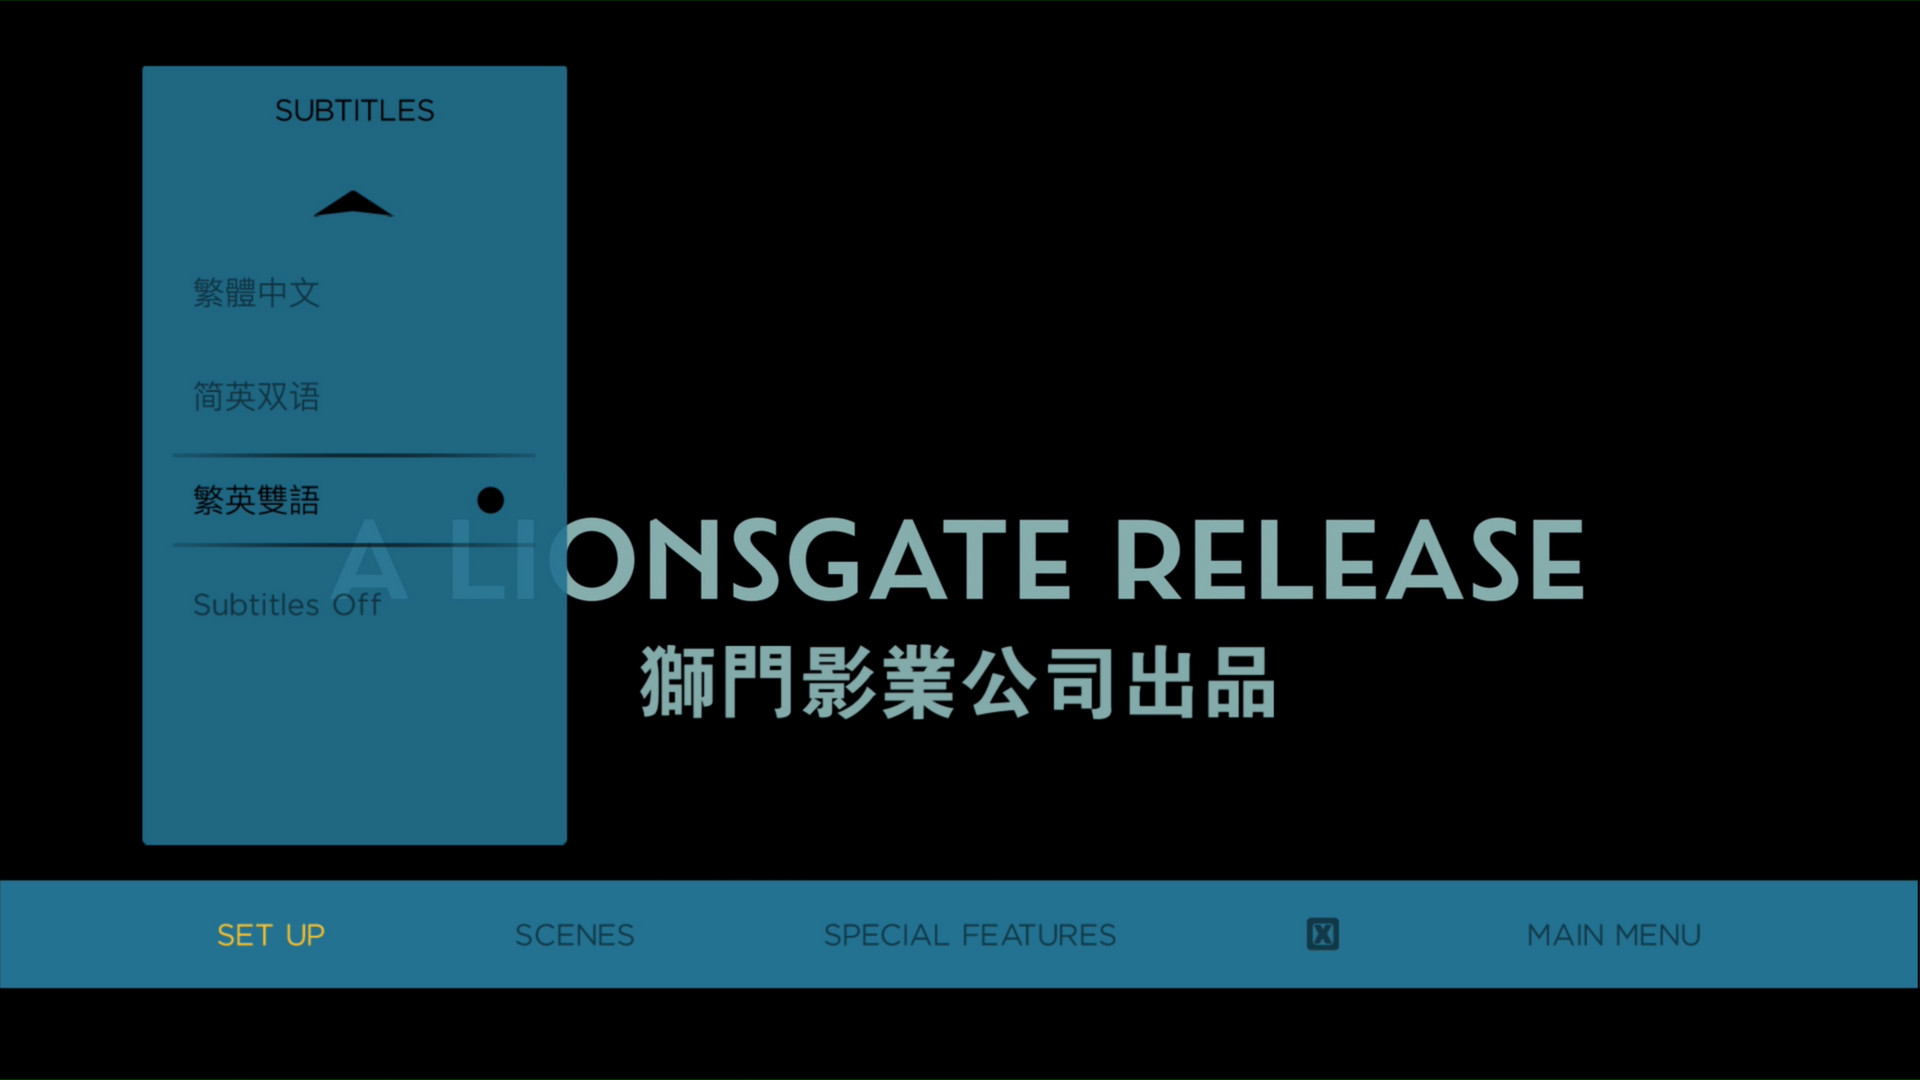 SUBTITLES
繁體中文
简英双语
繁英雙語
Subtitles Off
A LIONSGATE RELEASE
獅門影業公司出品
SET UP
SCENES
SPECIAL FEATURES
X
MAIN MENU